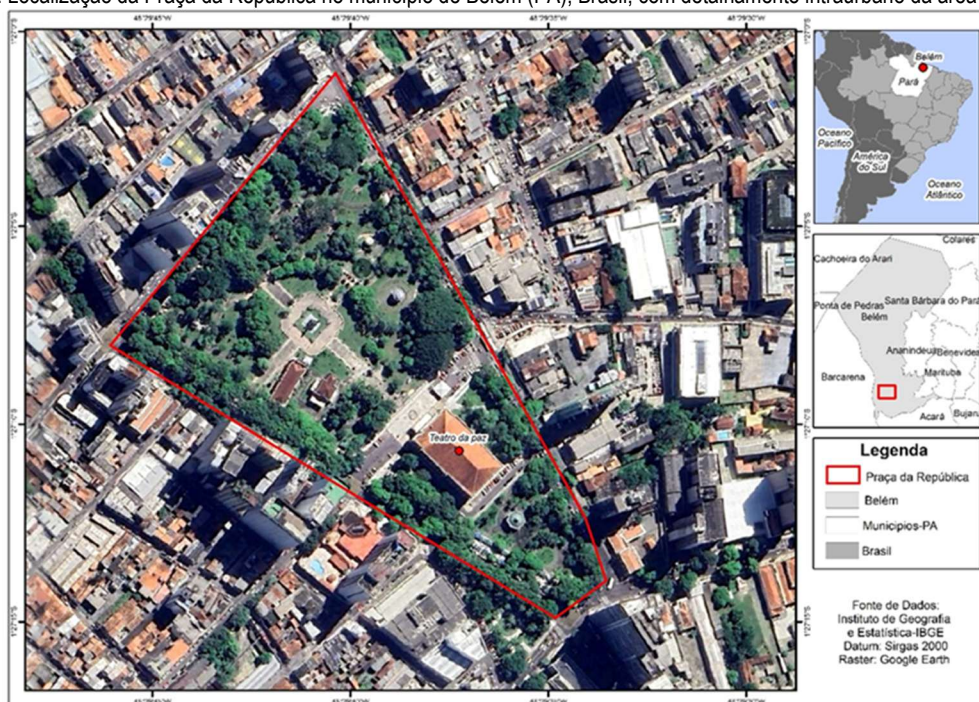 Localização da Praça da República no município de Belém (PA), Brasil, com detalhamento intraurbano da área
Teatro da paz
Belém
Pará
Oceano
Pacífico
América
do Sul
Oceano
Atlântico
Colares
Cachoeira do Arari
Ponta de Pedras
Santa Bárbara do Pará
Belém
Ananindeua
Benevides
Marituba
Barcarena
Acará
Bujar
Legenda
Praça da República
Belém
Municipios-PA
Brasil
Fonte de Dados:
Instituto de Geografia
e Estatística-IBGE
Datum: Sirgas 2000
Raster: Google Earth